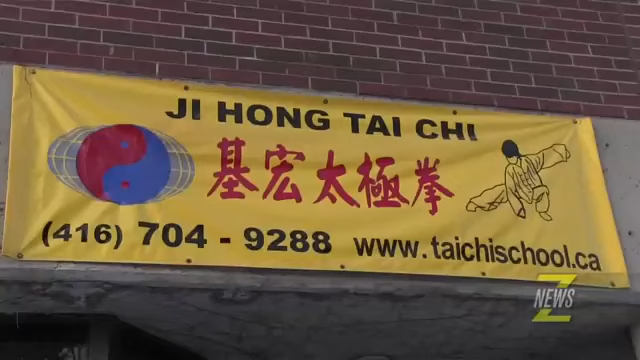 JI HONG TAI CHI
基宏太極拳
(416) 704 - 9288 www.taichischool.ca
Z NEWS